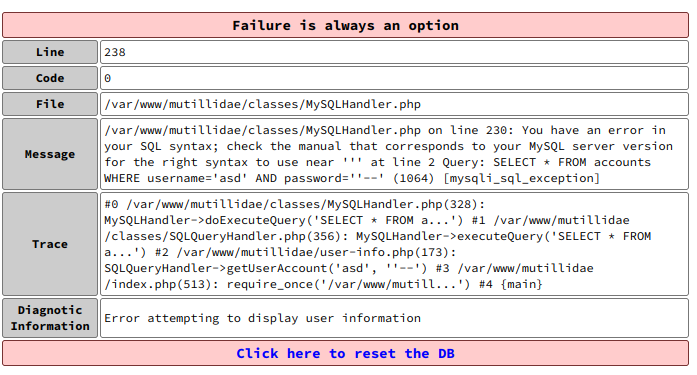 Failure is always an option
Line 238
Code 0
File /var/www/mutillidae/classes/MySQLHandler.php
/var/www/mutillidae/classes/MySQLHandler.php on line 230: You have an error in
your SQL syntax; check the manual that corresponds to your MySQL server version
Message for the right syntax to use near ''' at line 2 Query: SELECT * FROM accounts
WHERE username='asd' AND password=''--' (1064) [mysqli_sql_exception]
#0 /var/www/mutillidae/classes/MySQLHandler.php(328):
MySQLHandler->doExecuteQuery('SELECT * FROM a...') #1 /var/www/mutillidae
/classes/SQLQueryHandler.php(356): MySQLHandler->executeQuery('SELECT * FROM
Trace a...') #2 /var/www/mutillidae/user-info.php(173):
SQLQueryHandler->getUserAccount('asd', ''--') #3 /var/www/mutillidae
/index.php(513): require_once('/var/www/mutill...') #4 {main}
Diagnostic
Information Error attempting to display user information
Click here to reset the DB